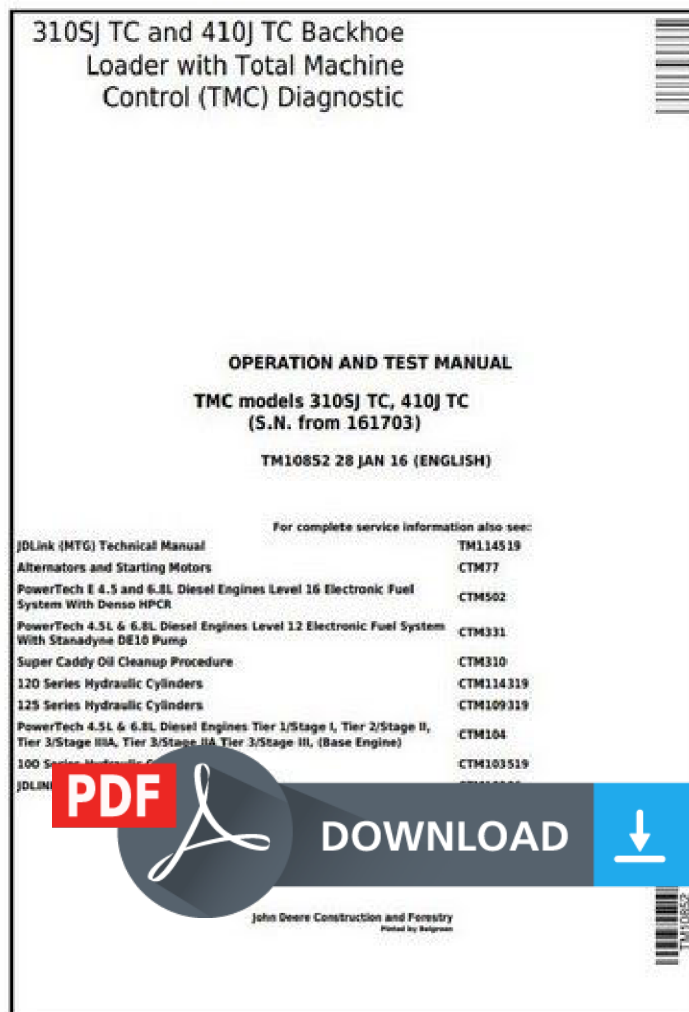 310SJ TC and 410J TC Backhoe
Loader with Total Machine
Control (TMC) Diagnostic
OPERATION AND TEST MANUAL
TMC models 310SJ TC, 410J TC
(S.N. from 161703)
TM10852 28 JAN 16 (ENGLISH)
For complete service information also see:
JDLink (MTG) Technical Manual TM114519
Alternators and Starting Motors CTM77
PowerTech E 4.5 and 6.8L Diesel Engines Level 16 Electronic Fuel
System With Denso HPCR CTM502
PowerTech 4.5L & 6.8L Diesel Engines Level 12 Electronic Fuel System
With Stanadyne DE10 Pump CTM331
Super Caddy Oil Cleanup Procedure CTM310
120 Series Hydraulic Cylinders CTM114319
125 Series Hydraulic Cylinders CTM109319
PowerTech 4.5L & 6.8L Diesel Engines Tier 1/Stage I, Tier 2/Stage II,
Tier 3/Stage IIIA, Tier 3/Stage IIA Tier 3/Stage III, (Base Engine) CTM104
100 Series Hydraulic CTM103519
PDF
DOWNLOAD
John Deere Construction and Forestry
Printed by Belgreen
TM10852